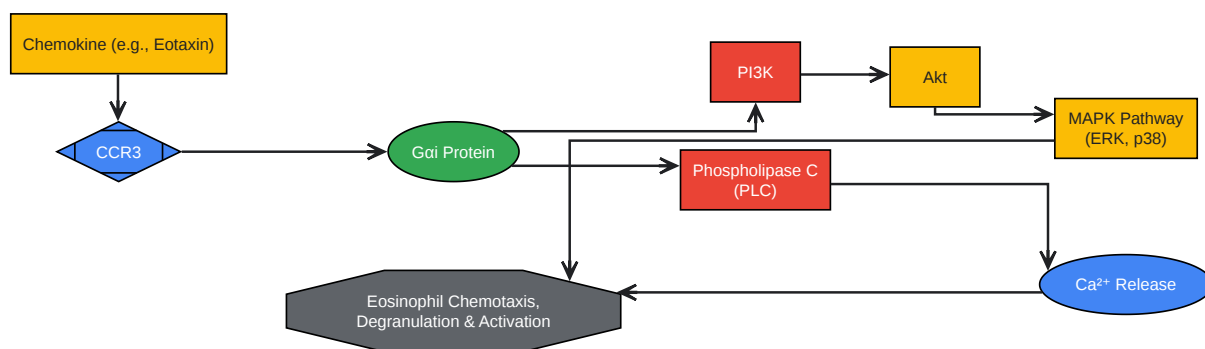 Chemokine (e.g., Eotaxin)
CCR3
Gαi Protein
PI3K
Akt
MAPK Pathway
(ERK, p38)
Phospholipase C
(PLC)
Ca²⁺ Release
Eosinophil Chemotaxis,
Degranulation & Activation